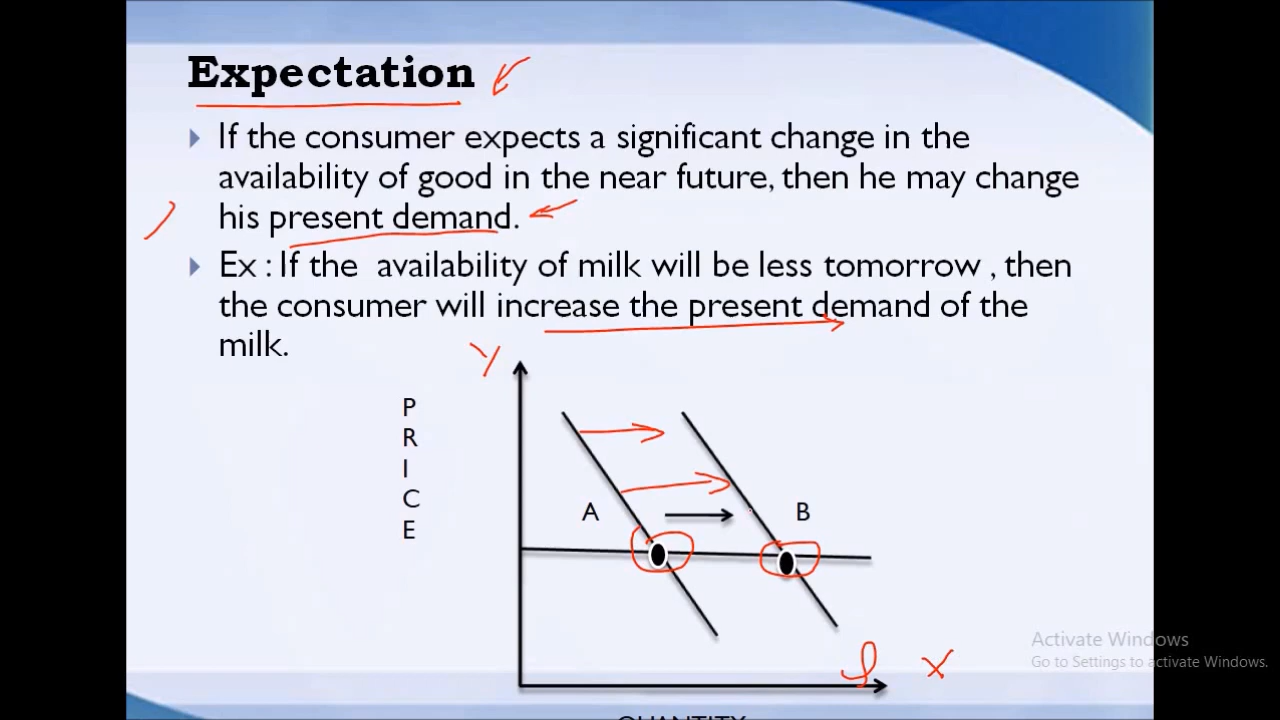 Expectation
If the consumer expects a significant change in the
availability of good in the near future, then he may change
his present demand.
Ex : If the availability of milk will be less tomorrow , then
the consumer will increase the present demand of the
milk.
Y
P
R
I
C
E
A
B
X
QUANTITY
Activate Windows
Go to Settings to activate Windows.